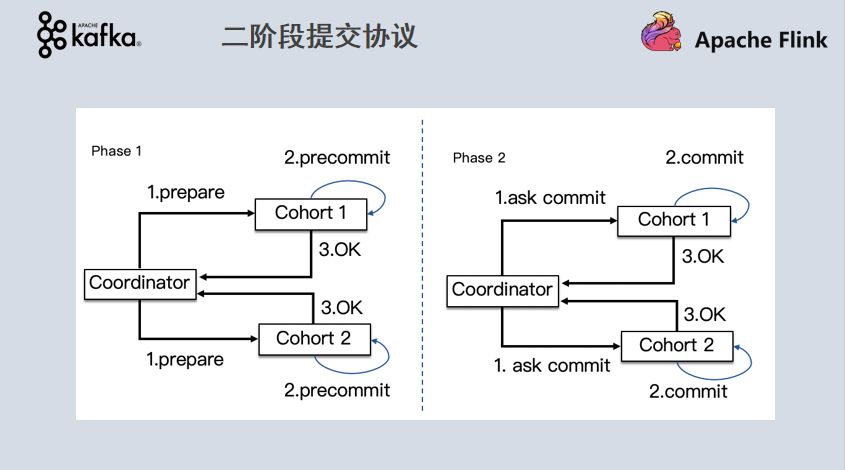 APACHE
kafka®
二阶段提交协议
Apache Flink
Phase 1
2.precommit
1.prepare
Cohort 1
3.OK
Coordinator
3.OK
Cohort 2
1.prepare
2.precommit
Phase 2
2.commit
1.ask commit
Cohort 1
3.OK
Coordinator
3.OK
Cohort 2
1. ask commit
2.commit